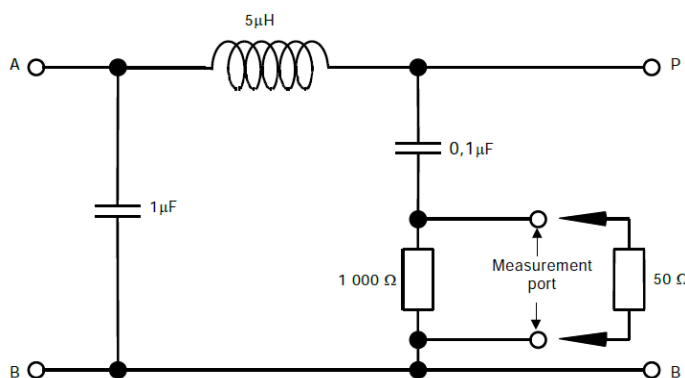 5µH
A
P
0,1µF
1µF
Measurement
port
1 000 Ω
50 Ω
B
B